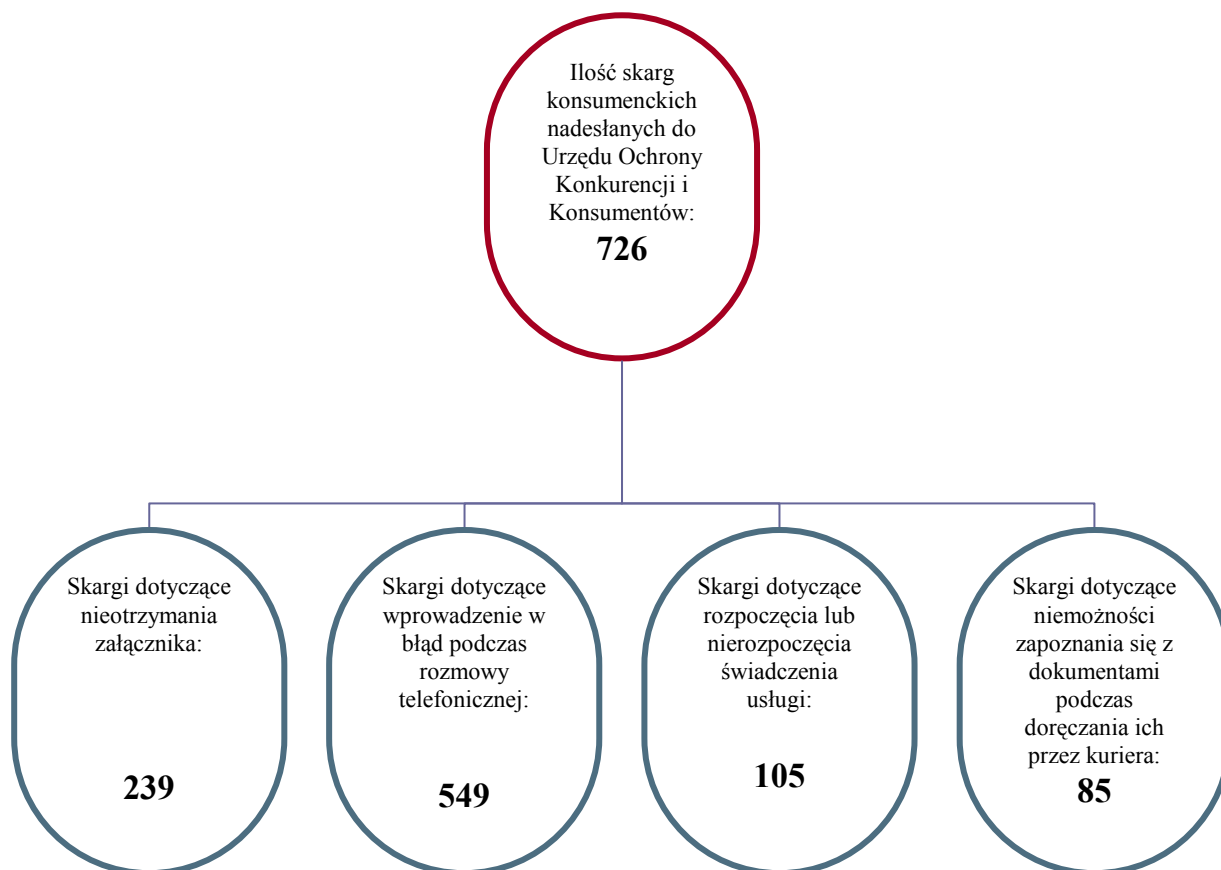 Ilość skarg
konsumenckich
nadesłanych do
Urzędu Ochrony
Konkurencji i
Konsumentów:
726
Skargi dotyczące
nieotrzymania
załącznika:
239
Skargi dotyczące
wprowadzenie w
błąd podczas
rozmowy
telefonicznej:
549
Skargi dotyczące
rozpoczęcia lub
nierozpoczęcia
świadczenia
usługi:
105
Skargi dotyczące
niemożności
zapoznania się z
dokumentami
podczas
doręczania ich
przez kuriera:
85